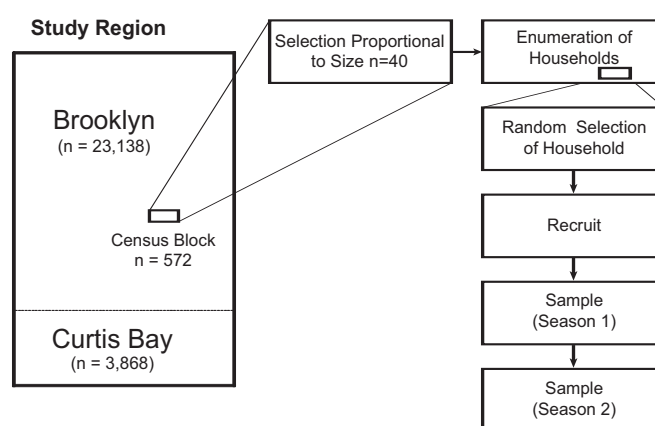 Study Region
Brooklyn
(n = 23,138)
Census Block
n = 572
Curtis Bay
(n = 3,868)
Selection Proportional
to Size n=40
Enumeration of
Households
Random Selection
of Household
Recruit
Sample
(Season 1)
Sample
(Season 2)